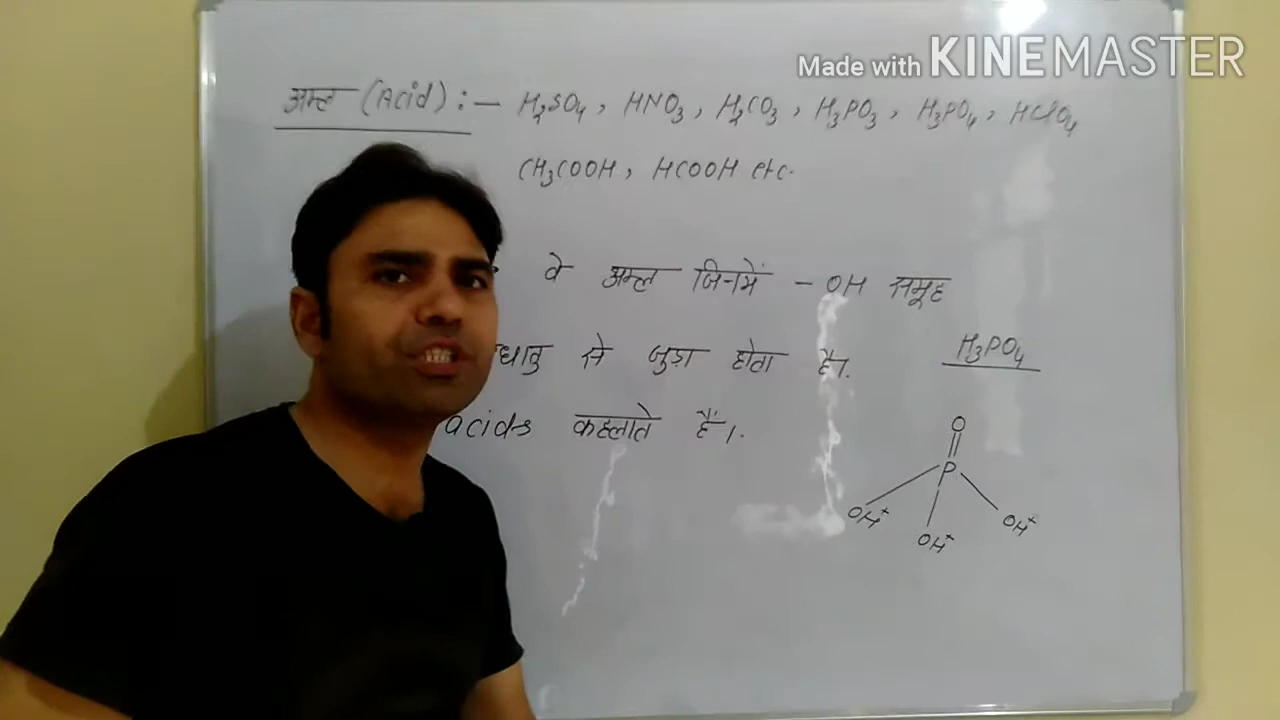 Made with KINEMASTER
अम्ल (Acid) :— H₂SO₄, HNO₃, H₂CO₃, H₃PO₃, H₃PO₄, HClO₄
CH₃COOH, HCOOH etc.
वे अम्ल जिनमें – OH समूह
धातु से जुड़ा होता है।.
H₃PO₄
acids कहलाते हैं।.
O
P
OH⁺ OH⁺ OH⁺